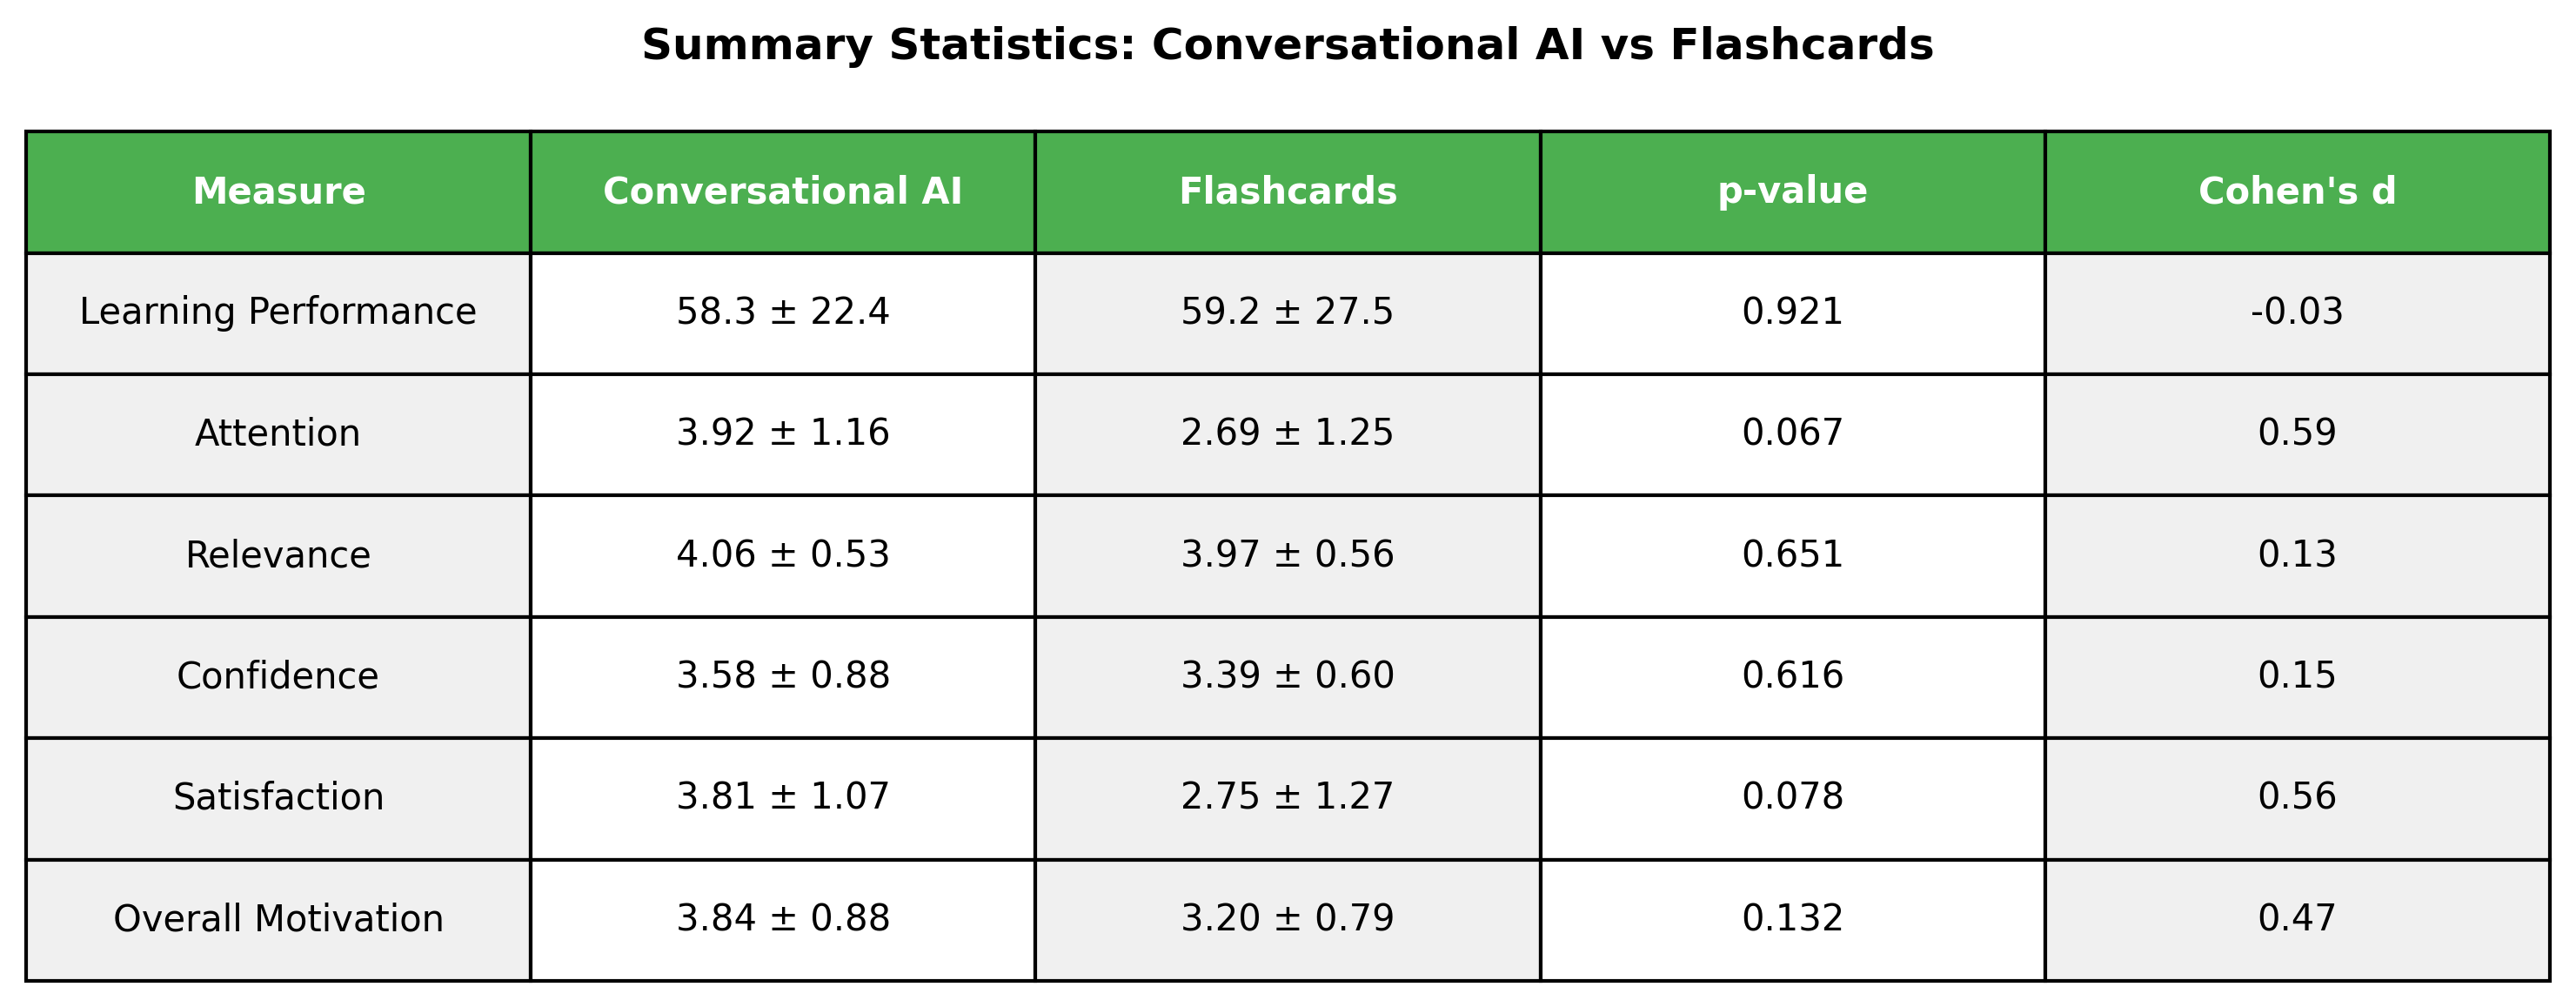 Summary Statistics: Conversational AI vs Flashcards
Measure Conversational AI Flashcards p-value Cohen's d
Learning Performance 58.3 ± 22.4 59.2 ± 27.5 0.921 -0.03
Attention 3.92 ± 1.16 2.69 ± 1.25 0.067 0.59
Relevance 4.06 ± 0.53 3.97 ± 0.56 0.651 0.13
Confidence 3.58 ± 0.88 3.39 ± 0.60 0.616 0.15
Satisfaction 3.81 ± 1.07 2.75 ± 1.27 0.078 0.56
Overall Motivation 3.84 ± 0.88 3.20 ± 0.79 0.132 0.47